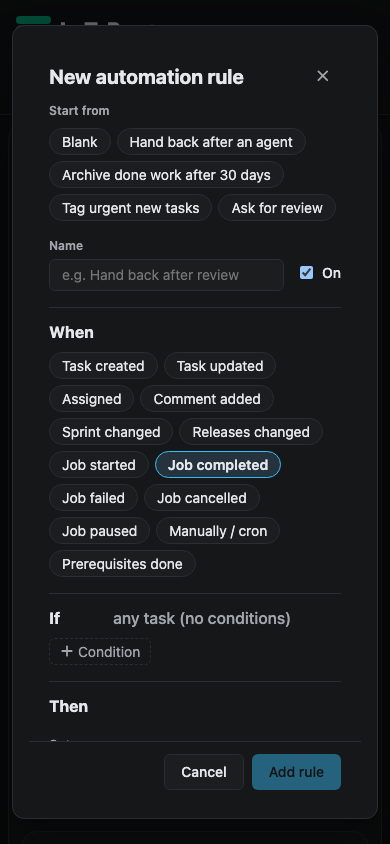 New automation rule
Start from
Blank
Hand back after an agent
Archive done work after 30 days
Tag urgent new tasks
Ask for review
Name
e.g. Hand back after review
On
When
Task created
Task updated
Assigned
Comment added
Sprint changed
Releases changed
Job started
Job completed
Job failed
Job cancelled
Job paused
Manually / cron
Prerequisites done
If any task (no conditions)
+ Condition
Then
Cancel
Add rule